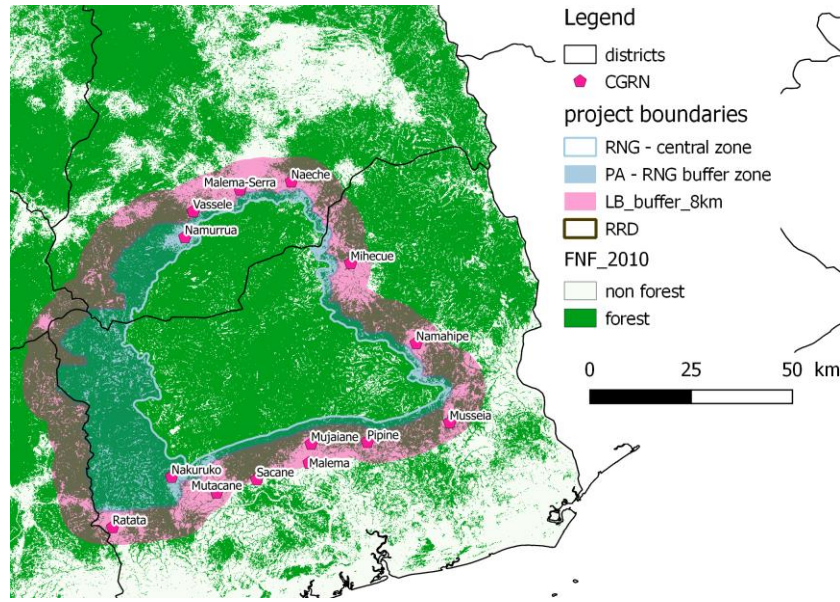 Legend
districts
CGRN
project boundaries
RNG - central zone
PA - RNG buffer zone
LB_buffer_8km
RRD
FNF_2010
non forest
forest
0 25 50 km
Naeche
Malema-Serra
Vassele
Namurrua
Mihecue
Namahipe
Musseia
Mujaiane
Pipine
Malema
Nakuruko
Sacane
Mutacane
Ratata